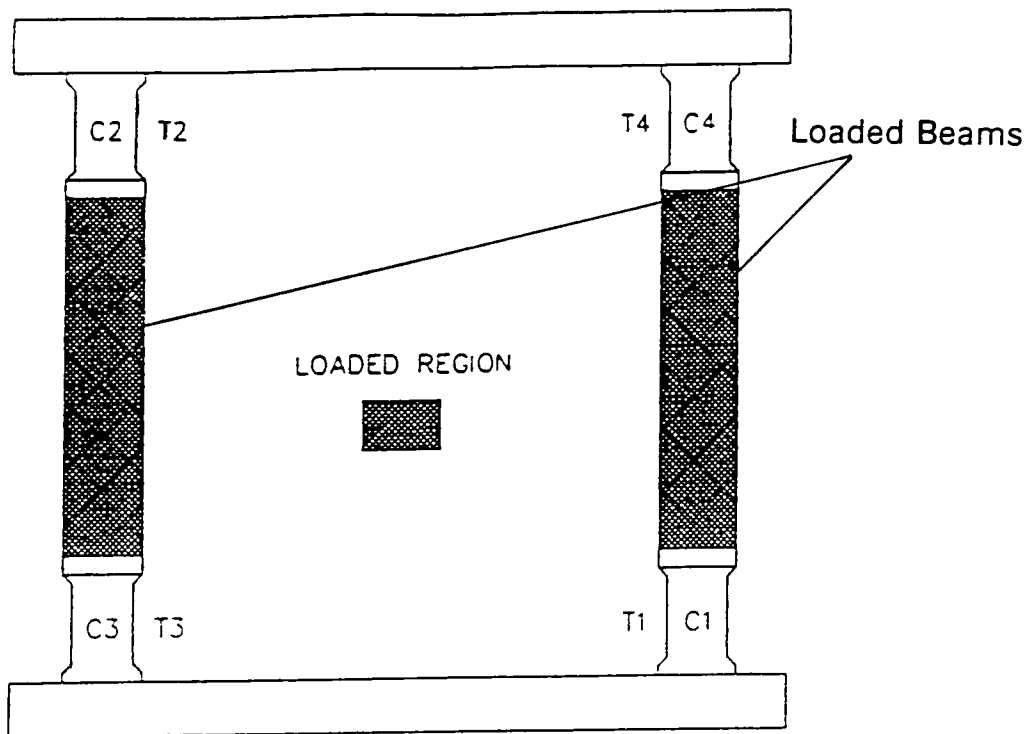 C2 T2
T4 C4
Loaded Beams
LOADED REGION
C3 T3
T1 C1